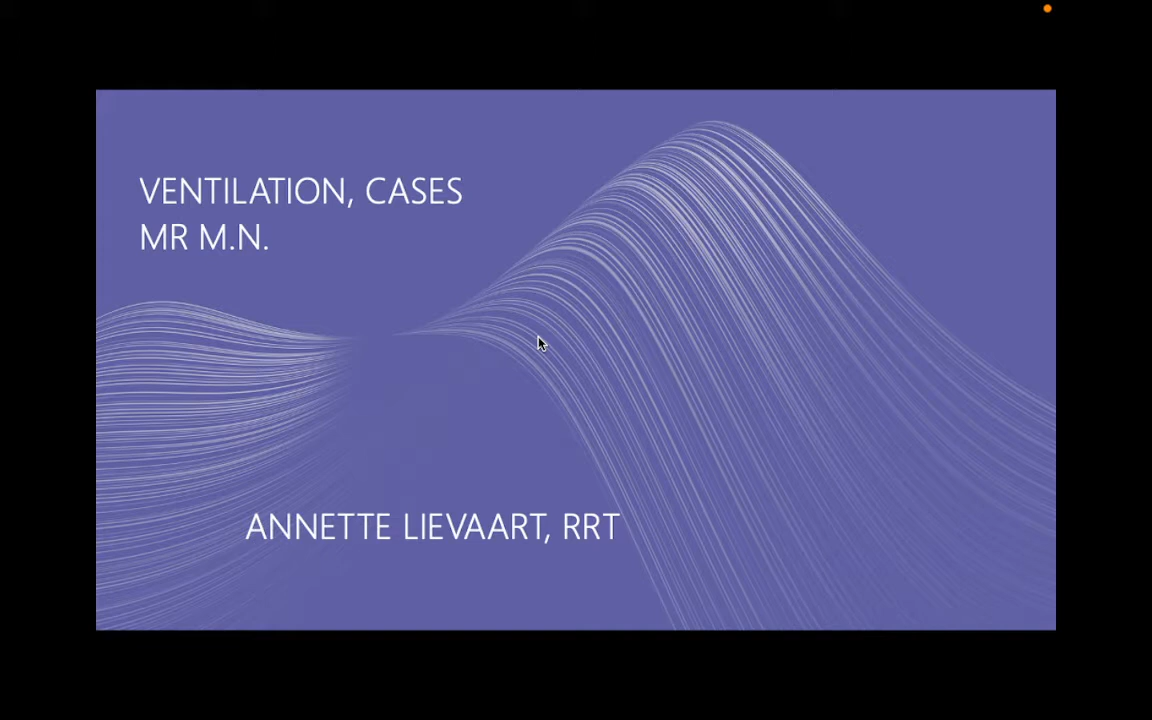 VENTILATION, CASES
MR M.N.
ANNETTE LIEVAART, RRT